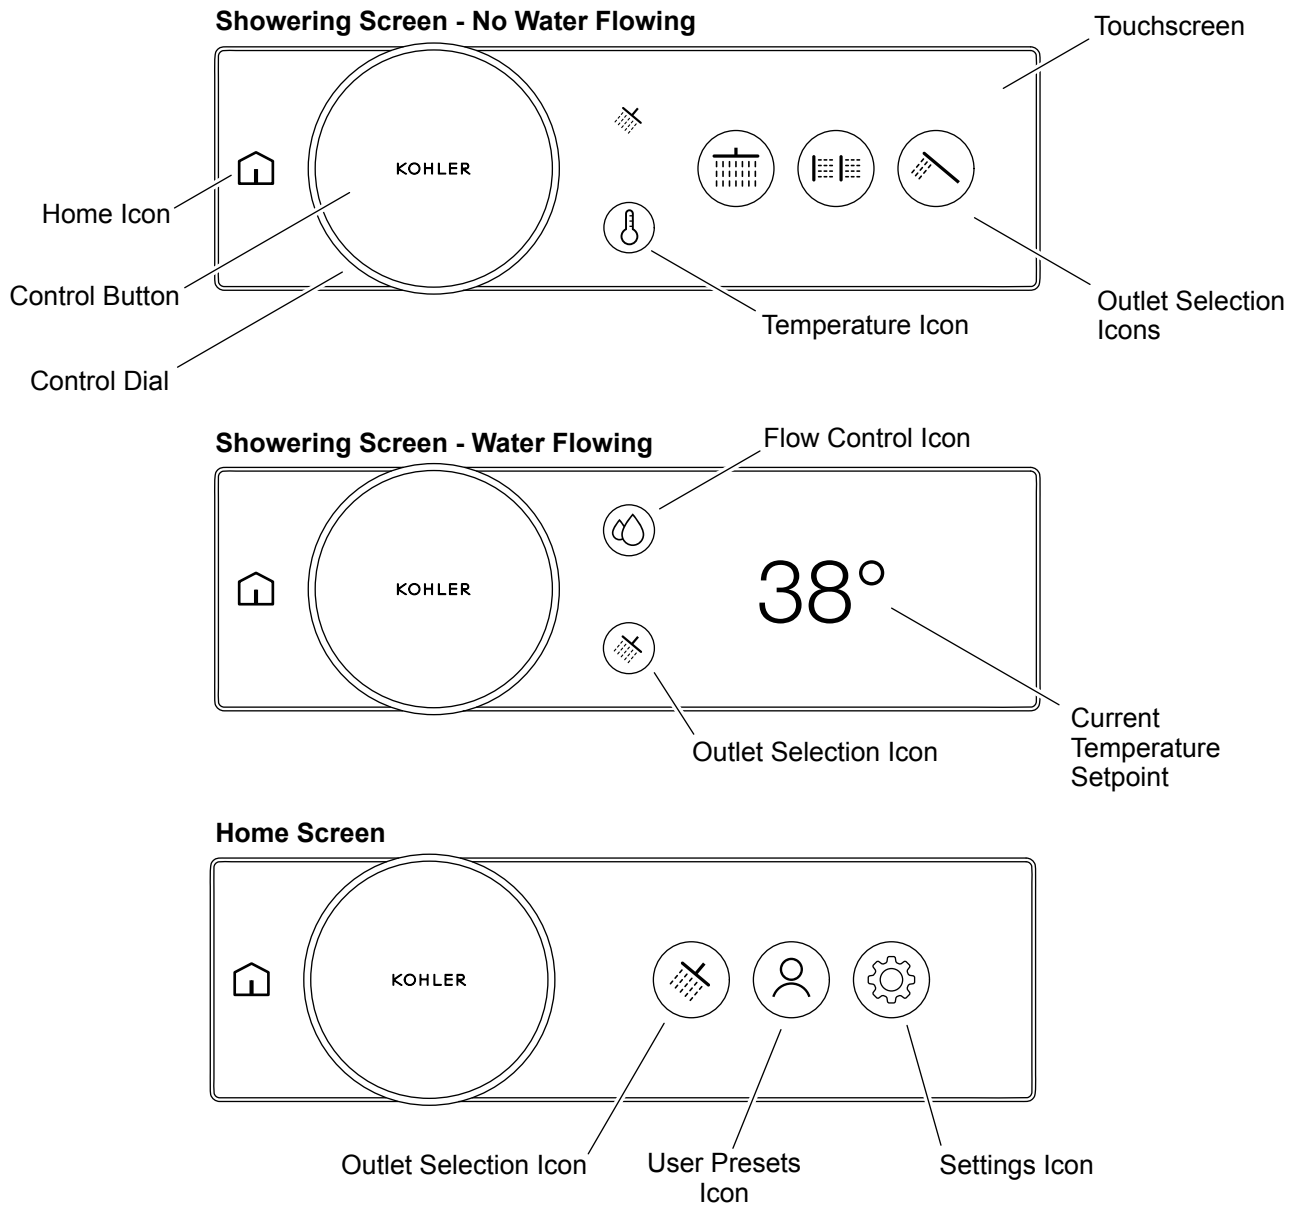 Showering Screen - No Water Flowing
Touchscreen
KOHLER
Home Icon
Control Button
Outlet Selection
Icons
Temperature Icon
Control Dial
Showering Screen - Water Flowing
Flow Control Icon
KOHLER
38°
Current
Temperature
Setpoint
Outlet Selection Icon
Home Screen
KOHLER
Outlet Selection Icon
User Presets
Icon
Settings Icon